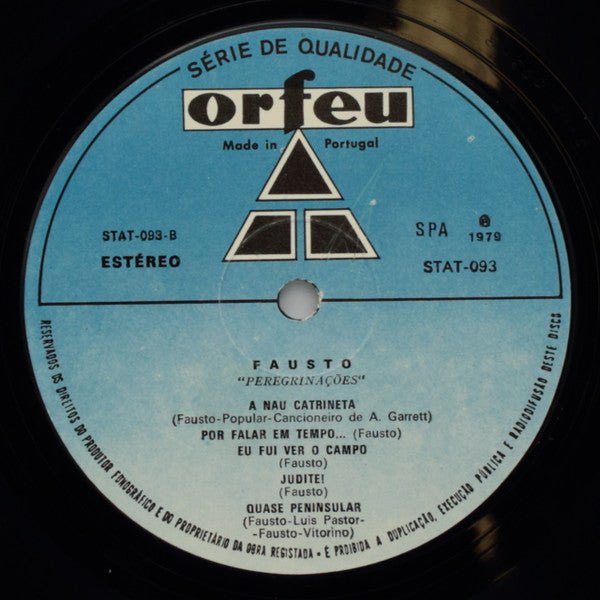 SÉRIE DE QUALIDADE
orfeu
Made in Portugal
STAT-093-B
ESTÉREO
SPA ℗ 1979
STAT-093
FAUSTO
"PEREGRINAÇÕES"
A NAU CATRINETA
(Fausto-Popular-Cancioneiro de A. Garrett)
POR FALAR EM TEMPO... (Fausto)
EU FUI VER O CAMPO
(Fausto)
JUDITE!
(Fausto)
QUASE PENINSULAR
(Fausto-Luis Pastor-
-Fausto-Vitorino)
RESERVADOS OS DIREITOS DO PRODUTOR FONOGRÁFICO E DO PROPRIETÁRIO DA OBRA REGISTADA • É PROIBIDA A DUPLICAÇÃO, EXECUÇÃO PÚBLICA E RADIODIFUSÃO DESTE DISCO